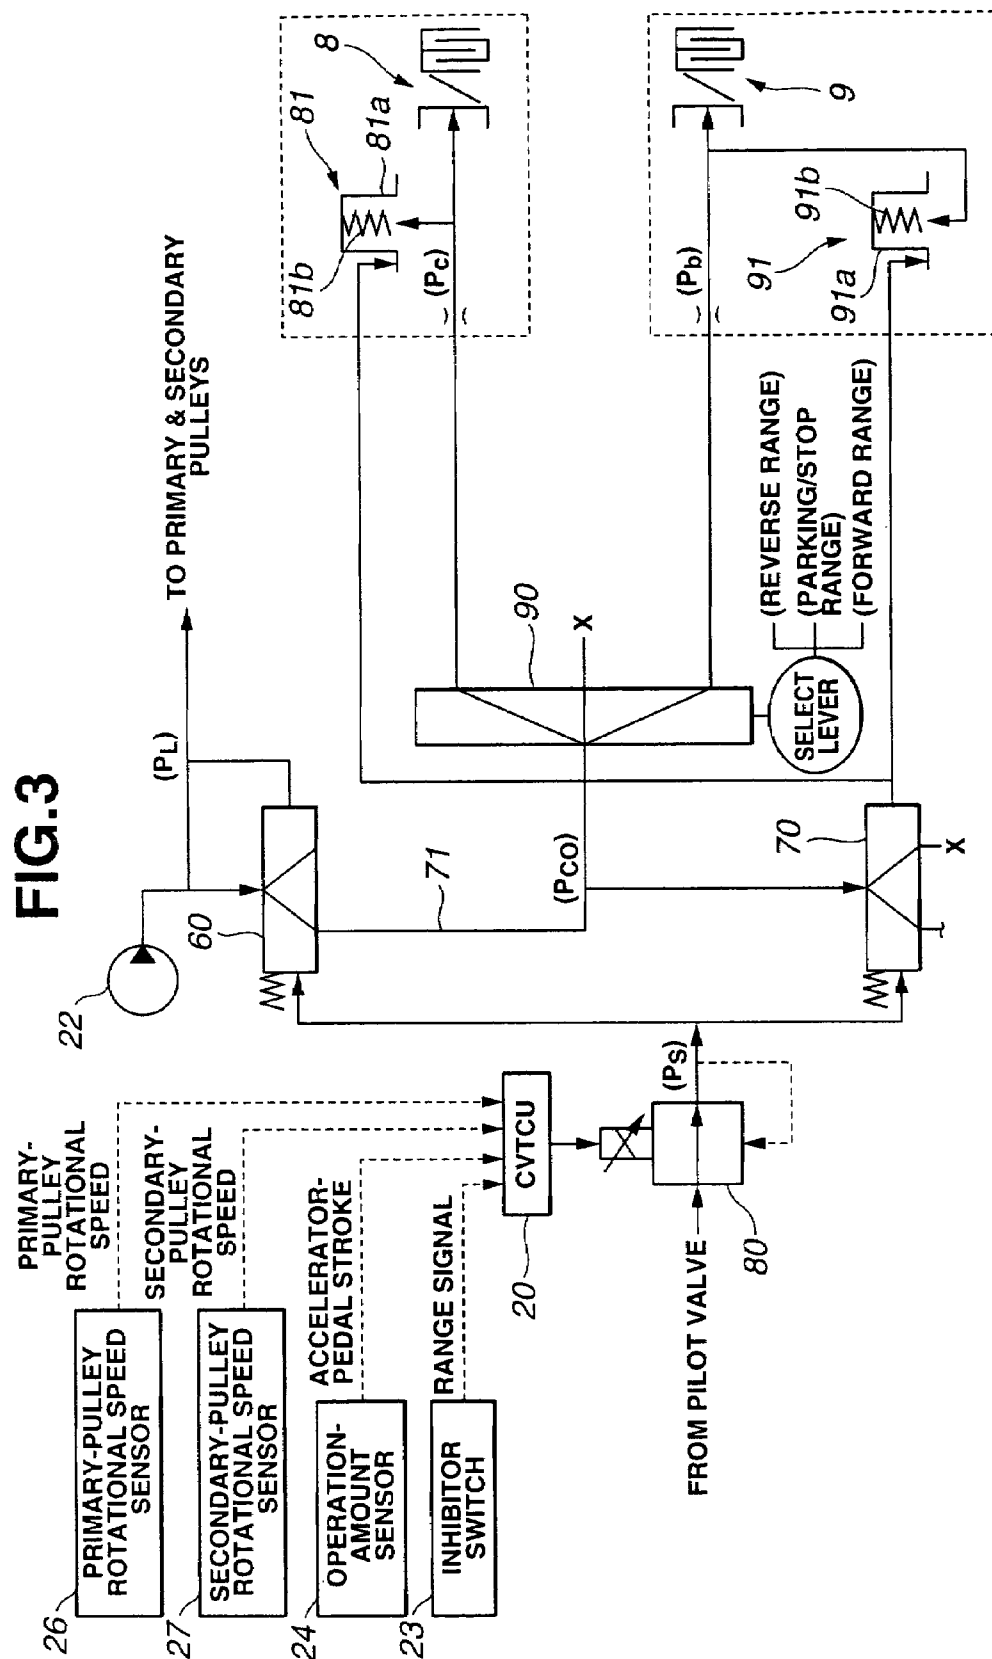 FIG.3
26
PRIMARY-PULLEY
ROTATIONAL SPEED
SENSOR
PRIMARY-
PULLEY
ROTATIONAL
SPEED
27
SECONDARY-PULLEY
ROTATIONAL SPEED
SENSOR
SECONDARY-
PULLEY
ROTATIONAL
SPEED
24
OPERATION-
AMOUNT
SENSOR
ACCELERATOR-
PEDAL STROKE
23
INHIBITOR
SWITCH
RANGE SIGNAL
CVTCU
20
FROM PILOT VALVE
80
(PS)
22
60
(PL)
TO PRIMARY & SECONDARY
PULLEYS
71
(PCO)
70
X
90
X
SELECT
LEVER
(REVERSE RANGE)
(PARKING/STOP
RANGE)
(FORWARD RANGE)
81b
81
81a
(Pc)
8
(Pb)
9
91
91b
91a